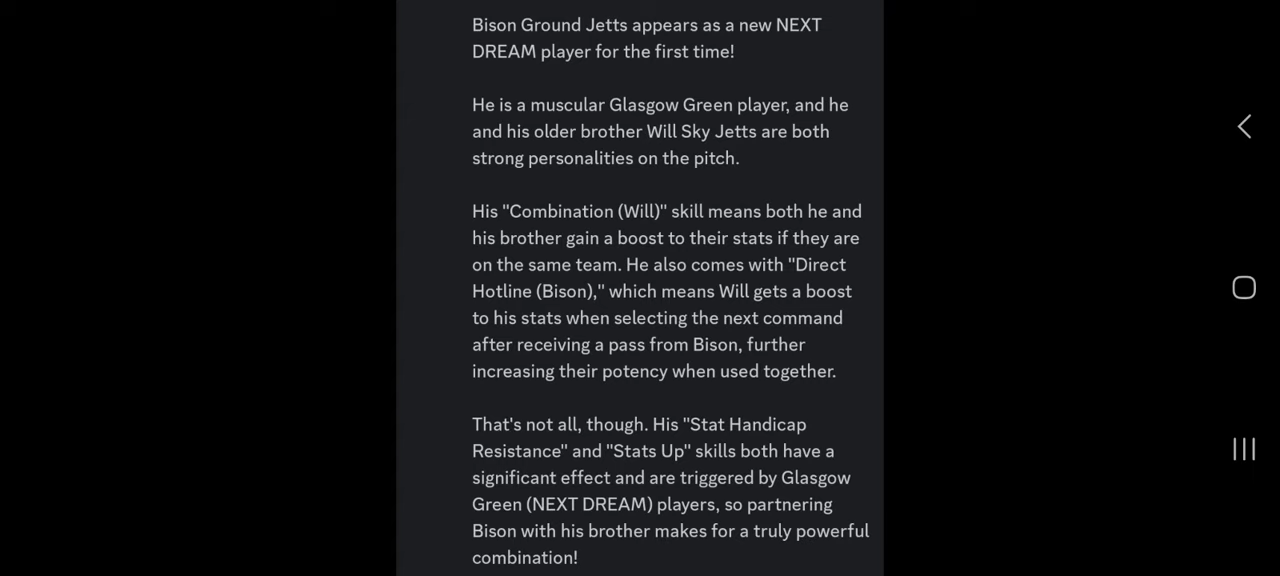 Bison Ground Jetts appears as a new NEXT
DREAM player for the first time!
He is a muscular Glasgow Green player, and he
and his older brother Will Sky Jetts are both
strong personalities on the pitch.
His "Combination (Will)" skill means both he and
his brother gain a boost to their stats if they are
on the same team. He also comes with "Direct
Hotline (Bison)," which means Will gets a boost
to his stats when selecting the next command
after receiving a pass from Bison, further
increasing their potency when used together.
That's not all, though. His "Stat Handicap
Resistance" and "Stats Up" skills both have a
significant effect and are triggered by Glasgow
Green (NEXT DREAM) players, so partnering
Bison with his brother makes for a truly powerful
combination!